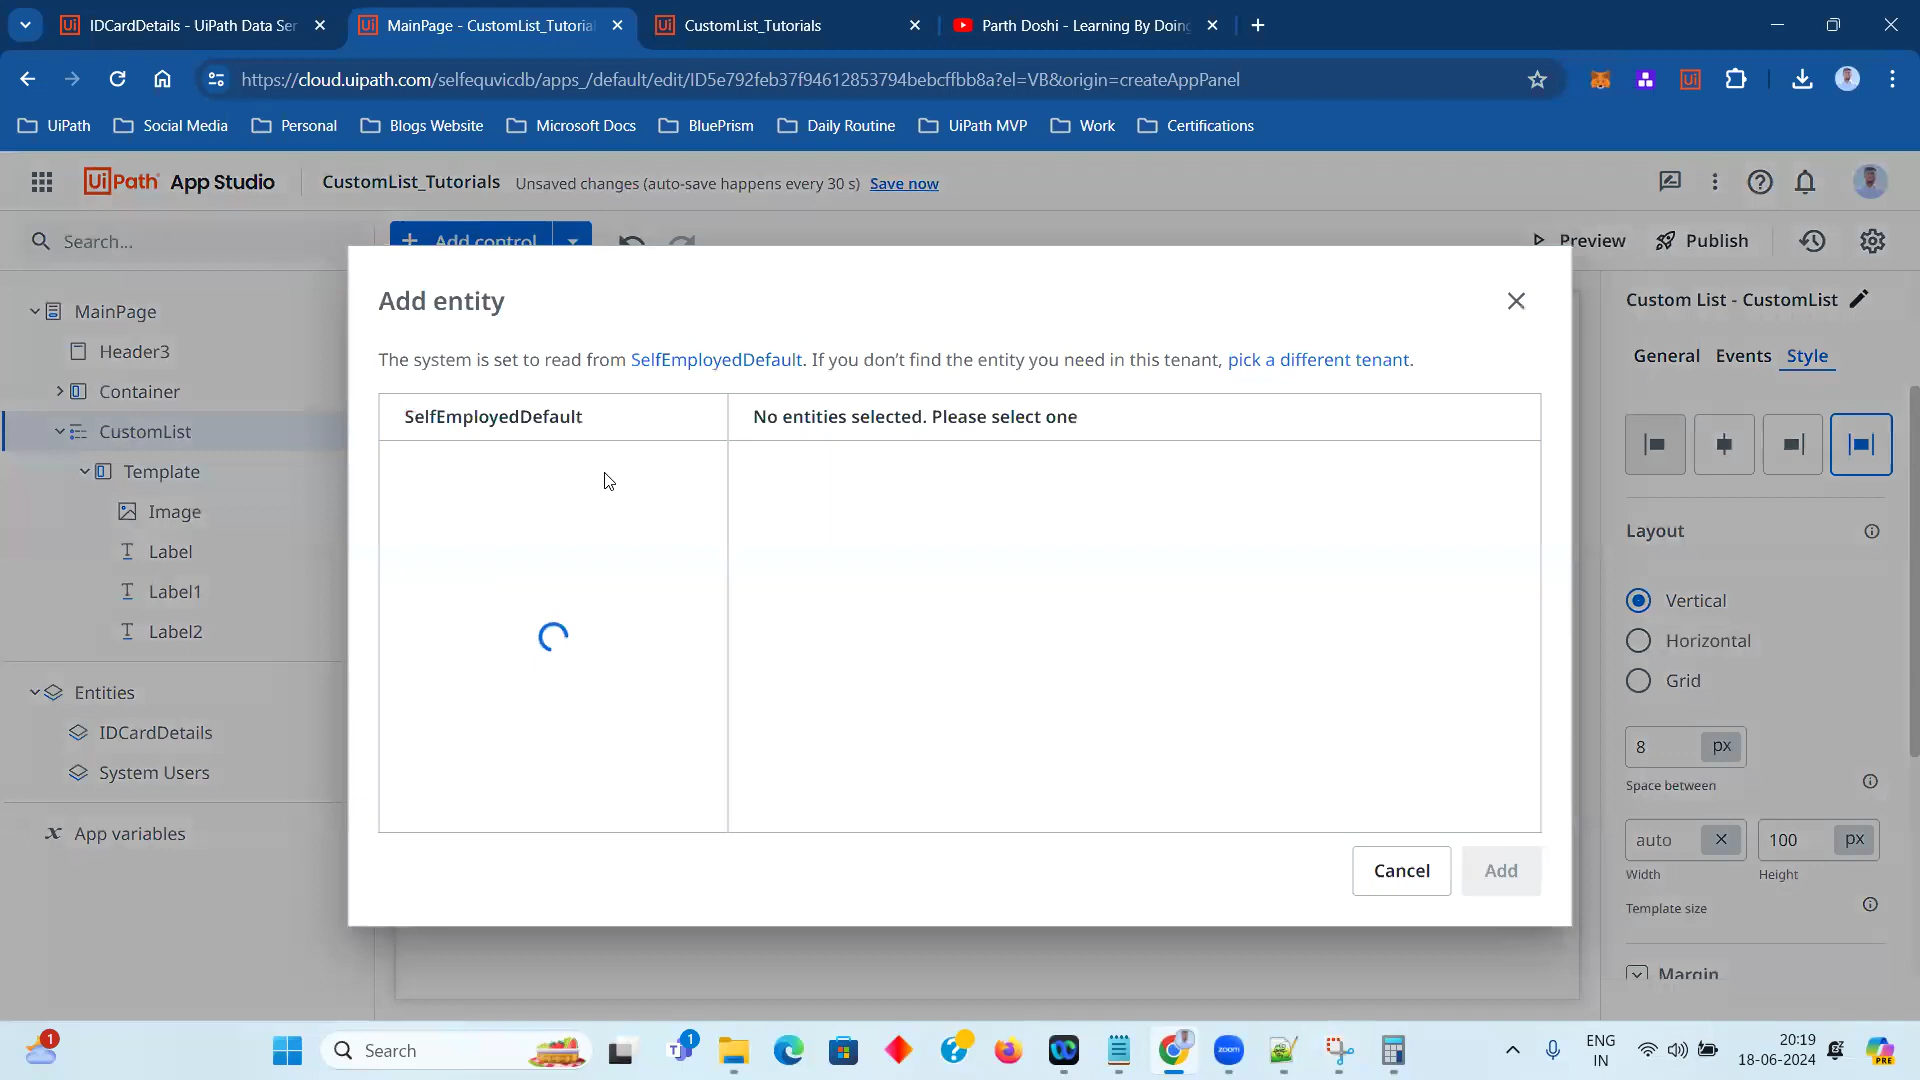 IDCardDetails - UiPath Data Ser
MainPage - CustomList_Tutorial
CustomList_Tutorials
Parth Doshi - Learning By Doing
https://cloud.uipath.com/selfequvicdb/apps_/default/edit/ID5e792feb37f94612853794bebcffbb8a?el=VB&origin=createAppPanel
UiPath Social Media Personal Blogs Website Microsoft Docs BluePrism Daily Routine UiPath MVP Work Certifications
UiPath App Studio CustomList_Tutorials Unsaved changes (auto-save happens every 30 s) Save now
Search...
Add control
Preview Publish
MainPage
Header3
Container
CustomList
Template
Image
Label
Label1
Label2
Entities
IDCardDetails
System Users
App variables
Add entity
The system is set to read from SelfEmployedDefault. If you don't find the entity you need in this tenant, pick a different tenant.
SelfEmployedDefault
No entities selected. Please select one
Cancel Add
Custom List - CustomList
General Events Style
Layout
Vertical
Horizontal
Grid
8 px
Space between
auto 100 px
Width Height
Template size
Margin
1
Search
1
zoom
ENG
IN
20:19
18-06-2024
PRE